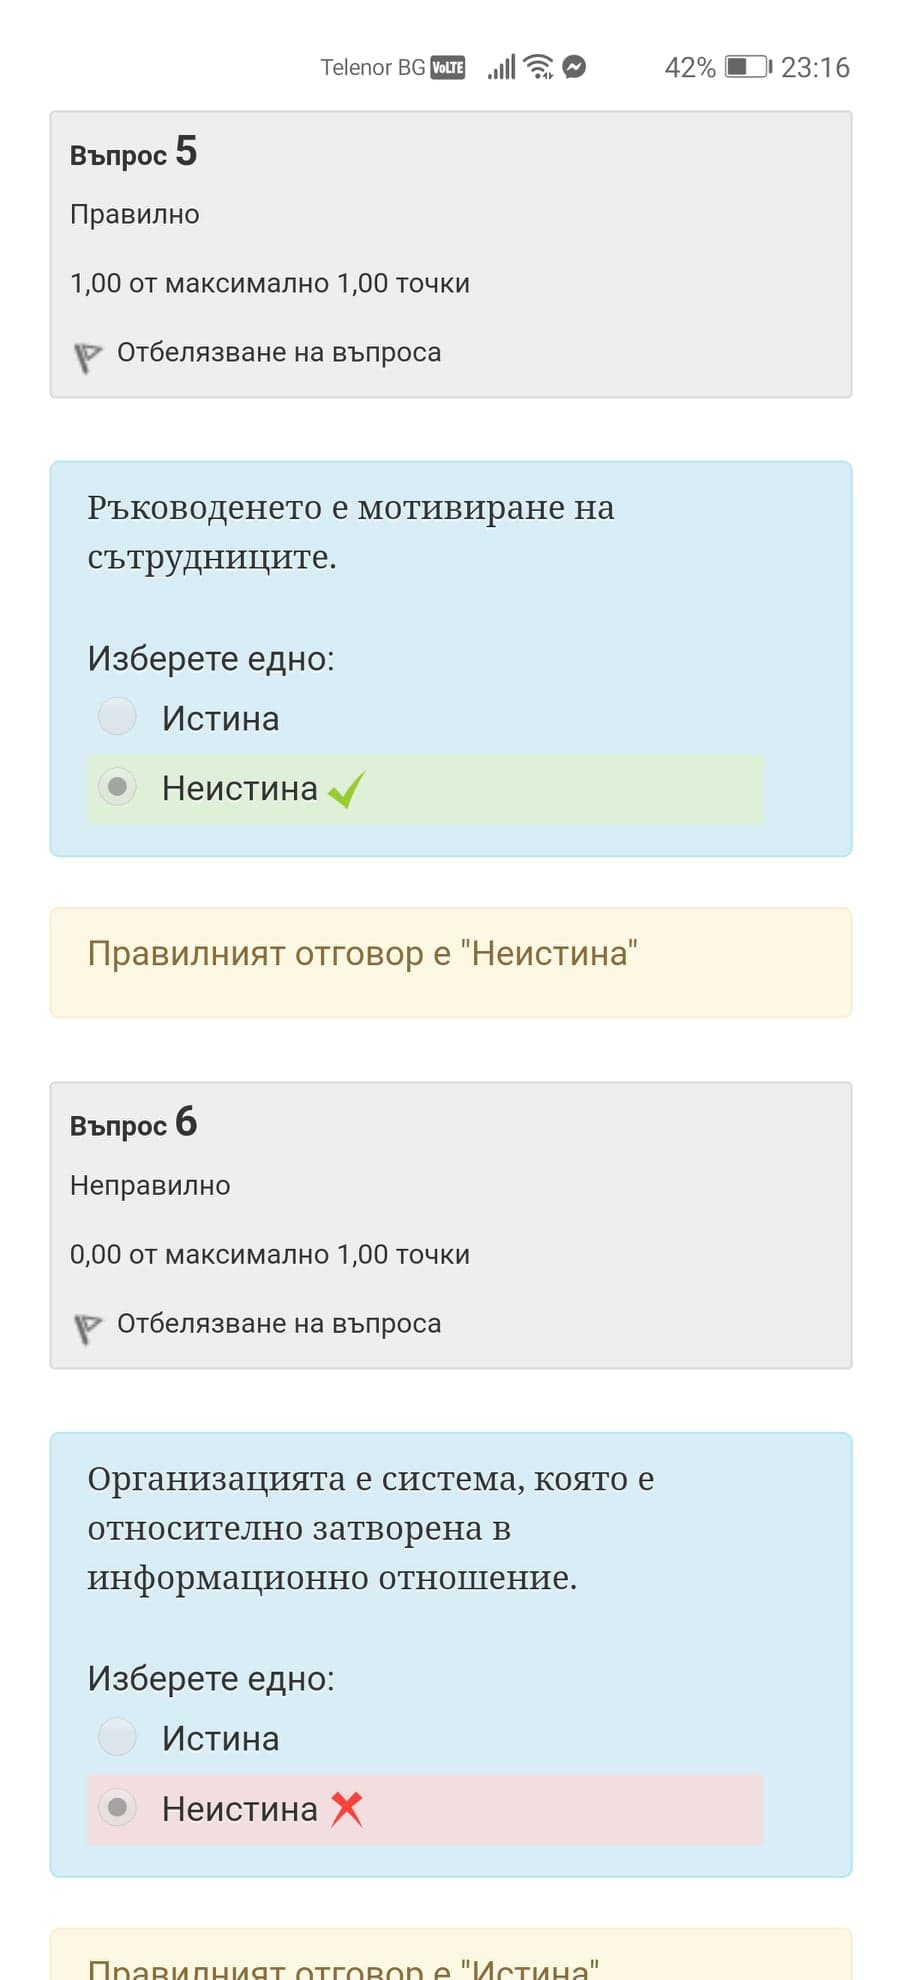 Telenor BG VoLTE 42% 23:16
Въпрос 5
Правилно
1,00 от максимално 1,00 точки
Отбелязване на въпроса
Ръководенето е мотивиране на
сътрудниците.
Изберете едно:
Истина
Неистина
Правилният отговор е "Неистина"
Въпрос 6
Неправилно
0,00 от максимално 1,00 точки
Отбелязване на въпроса
Организацията е система, която е
относително затворена в
информационно отношение.
Изберете едно:
Истина
Неистина
Правилният отговор е "Истина"